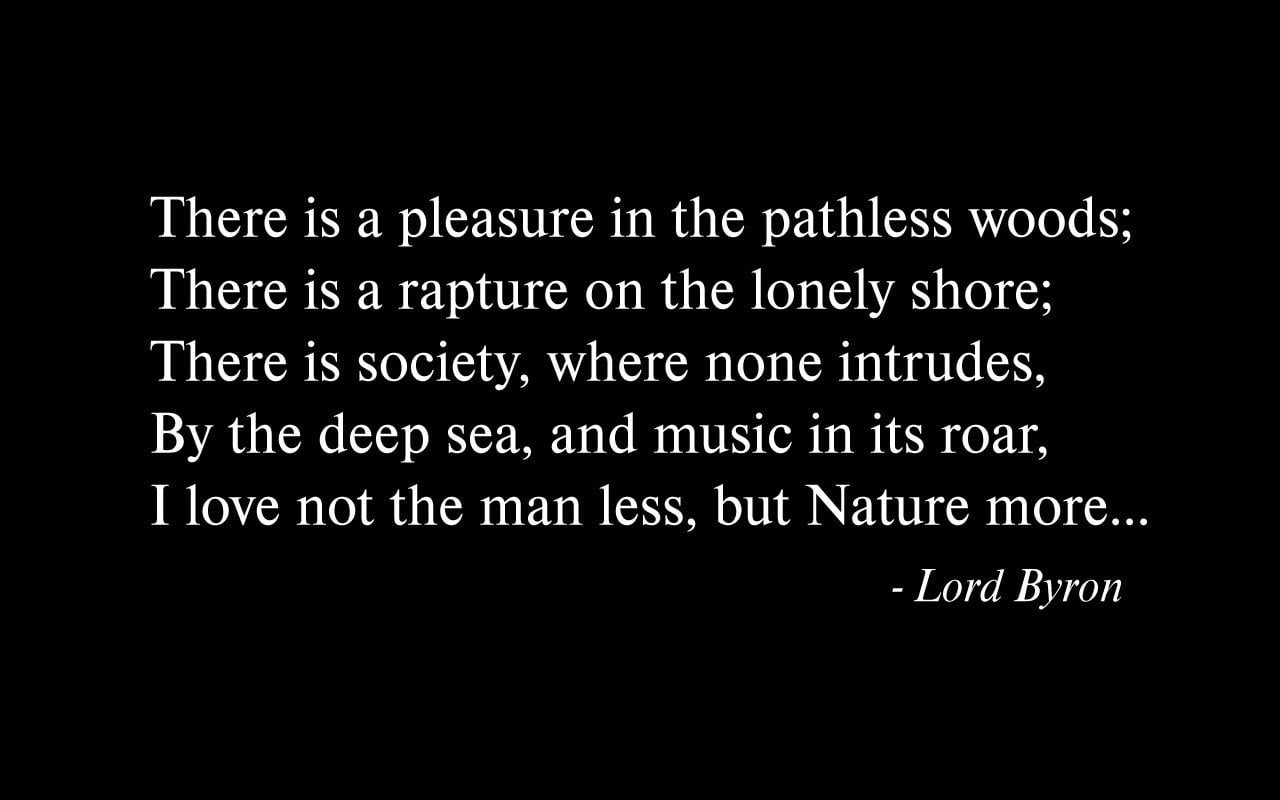 There is a pleasure in the pathless woods;
There is a rapture on the lonely shore;
There is society, where none intrudes,
By the deep sea, and music in its roar,
I love not the man less, but Nature more...
- Lord Byron